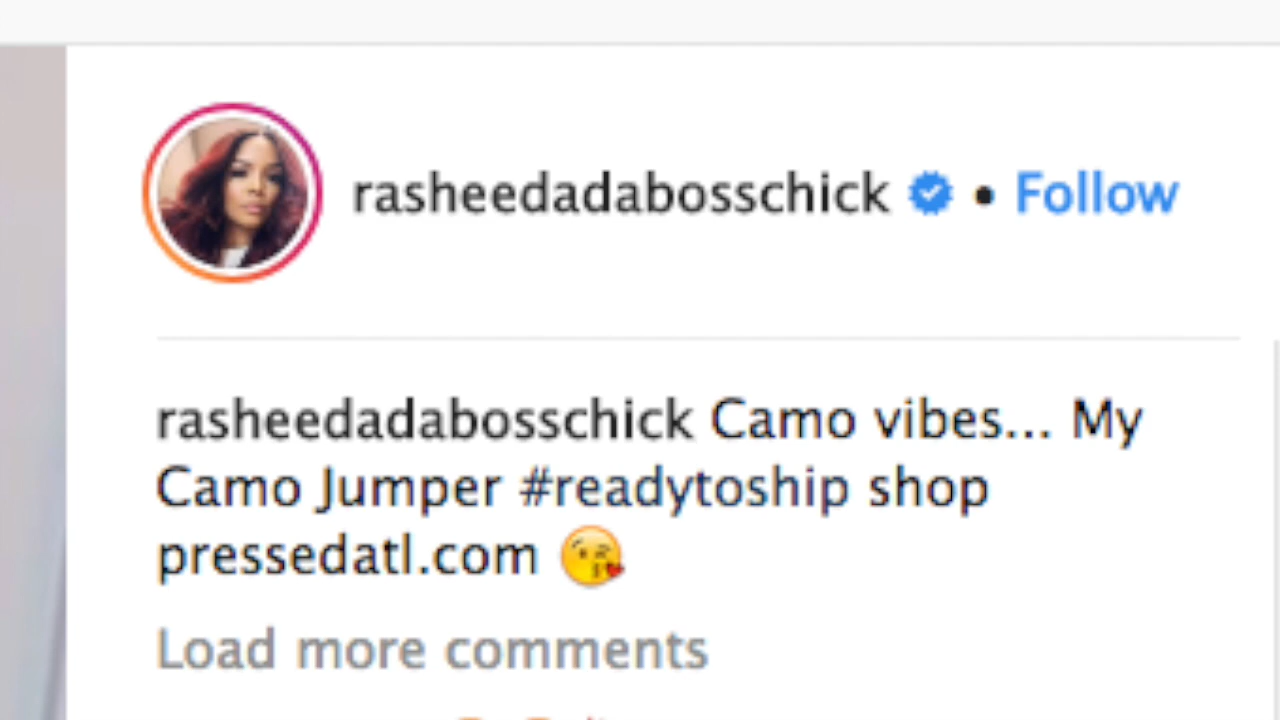 rasheedadabosschick • Follow
rasheedadabosschick Camo vibes... My
Camo Jumper #readytoship shop
pressedatl.com 😘
Load more comments